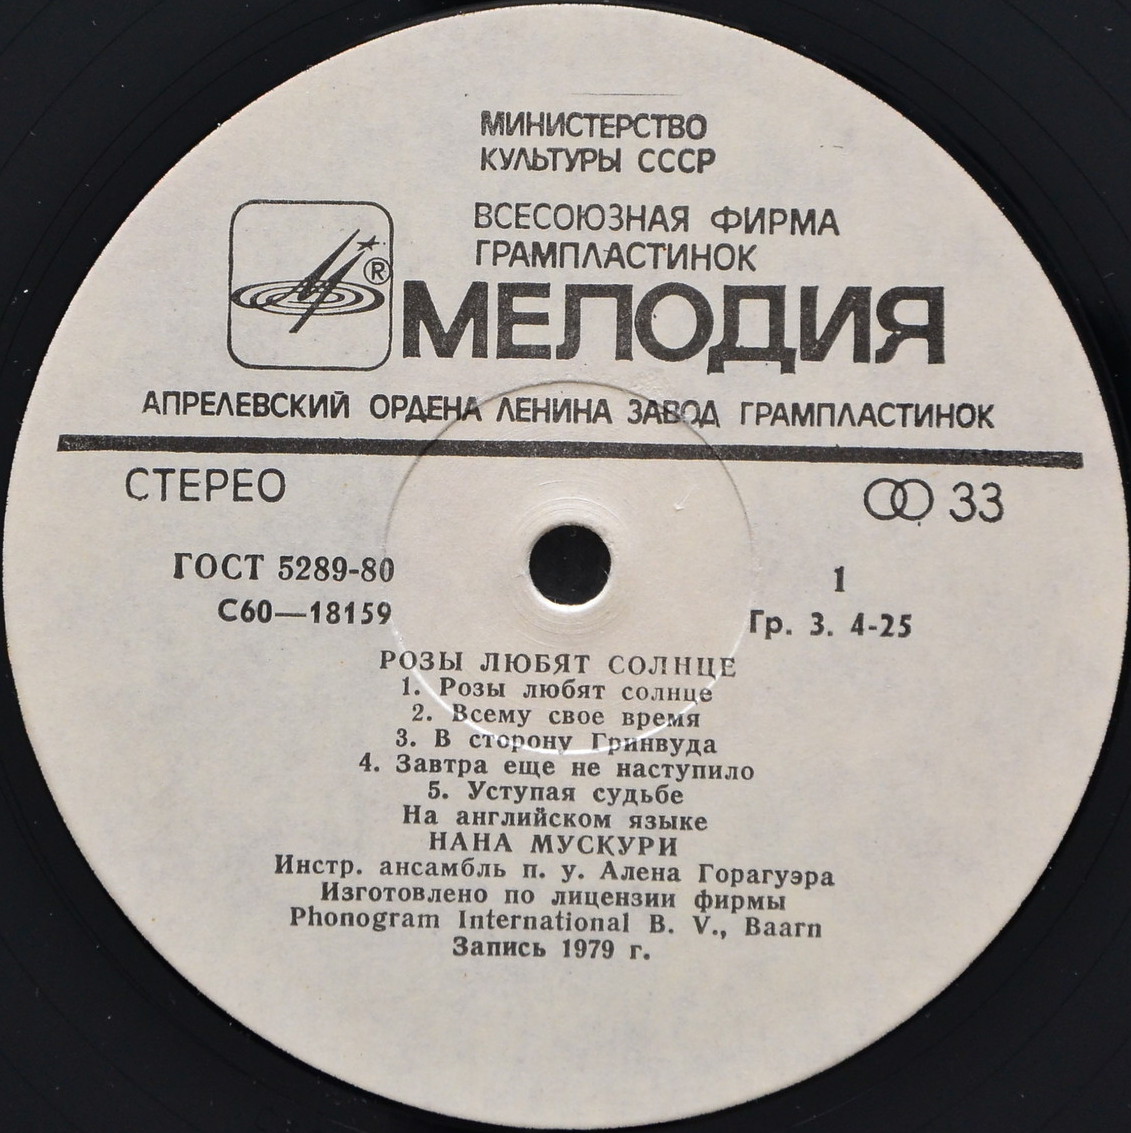 МИНИСТЕРСТВО
КУЛЬТУРЫ СССР
ВСЕСОЮЗНАЯ ФИРМА
ГРАМПЛАСТИНОК
®
МЕЛОДИЯ
АПРЕЛЕВСКИЙ ОРДЕНА ЛЕНИНА ЗАВОД ГРАМПЛАСТИНОК
СТЕРЕО
33
ГОСТ 5289-80
С60—18159
1
Гр. 3. 4-25
РОЗЫ ЛЮБЯТ СОЛНЦЕ
1. Розы любят солнце
2. Всему свое время
3. В сторону Гринвуда
4. Завтра еще не наступило
5. Уступая судьбе
На английском языке
НАНА МУСКУРИ
Инстр. ансамбль п. у. Алена Горагуэра
Изготовлено по лицензии фирмы
Phonogram International B. V., Baarn
Запись 1979 г.